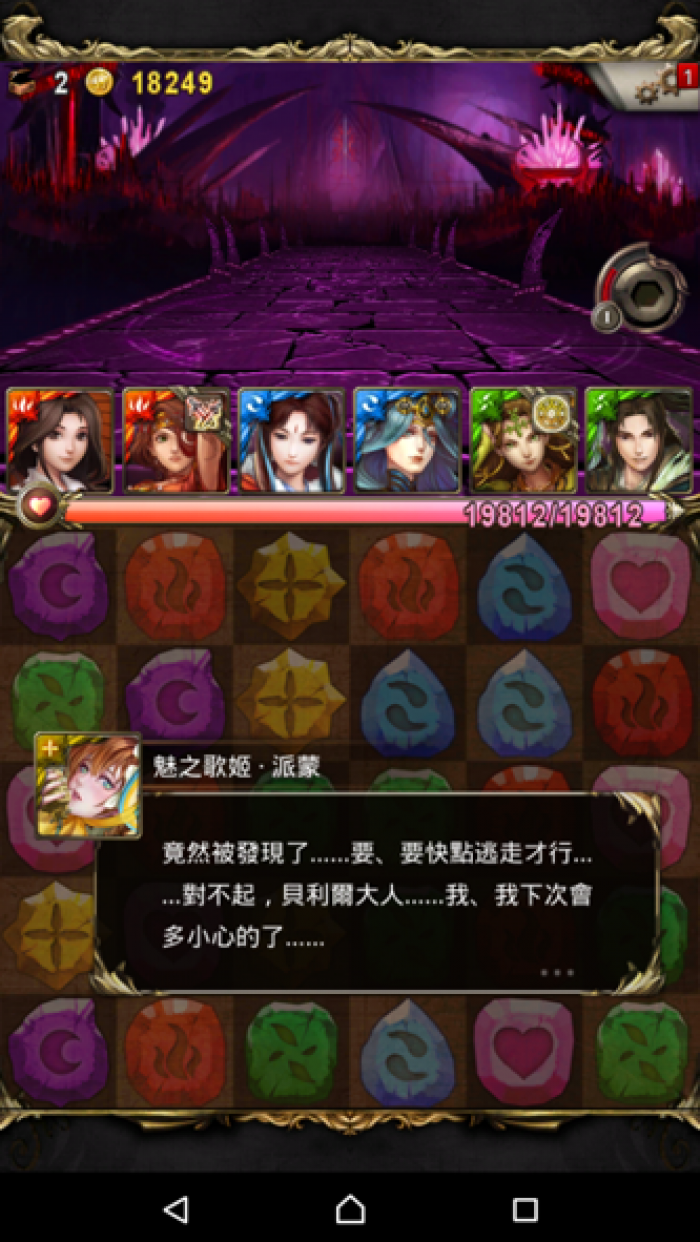 2
18249
1
19812/19812
魅之歌姬·派蒙
竟然被發現了......要、要快點逃走才行...
...對不起，貝利爾大人......我、我下次會
多小心的了......